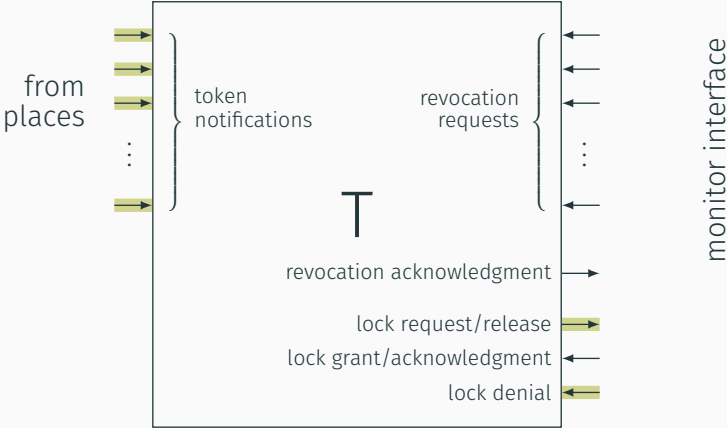 from
places
token
notifications
revocation
requests
⋮
⋮
T
revocation acknowledgment
lock request/release
lock grant/acknowledgment
lock denial
monitor interface